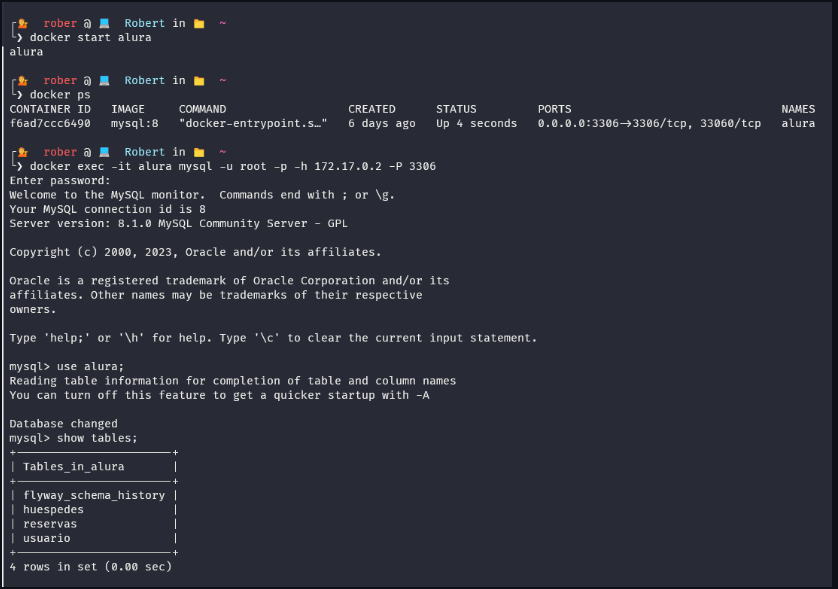 rober @ Robert in ~
❯ docker start alura
alura
rober @ Robert in ~
❯ docker ps
CONTAINER ID   IMAGE     COMMAND                  CREATED      STATUS         PORTS                               NAMES
f6ad7ccc6490   mysql:8   "docker-entrypoint.s…"   6 days ago   Up 4 seconds   0.0.0.0:3306->3306/tcp, 33060/tcp   alura
rober @ Robert in ~
❯ docker exec -it alura mysql -u root -p -h 172.17.0.2 -P 3306
Enter password:
Welcome to the MySQL monitor.  Commands end with ; or \g.
Your MySQL connection id is 8
Server version: 8.1.0 MySQL Community Server - GPL
Copyright (c) 2000, 2023, Oracle and/or its affiliates.
Oracle is a registered trademark of Oracle Corporation and/or its
affiliates. Other names may be trademarks of their respective
owners.
Type 'help;' or '\h' for help. Type '\c' to clear the current input statement.
mysql> use alura;
Reading table information for completion of table and column names
You can turn off this feature to get a quicker startup with -A
Database changed
mysql> show tables;
+------------------------+
| Tables_in_alura        |
+------------------------+
| flyway_schema_history |
| huespedes              |
| reservas               |
| usuario                |
+------------------------+
4 rows in set (0.00 sec)